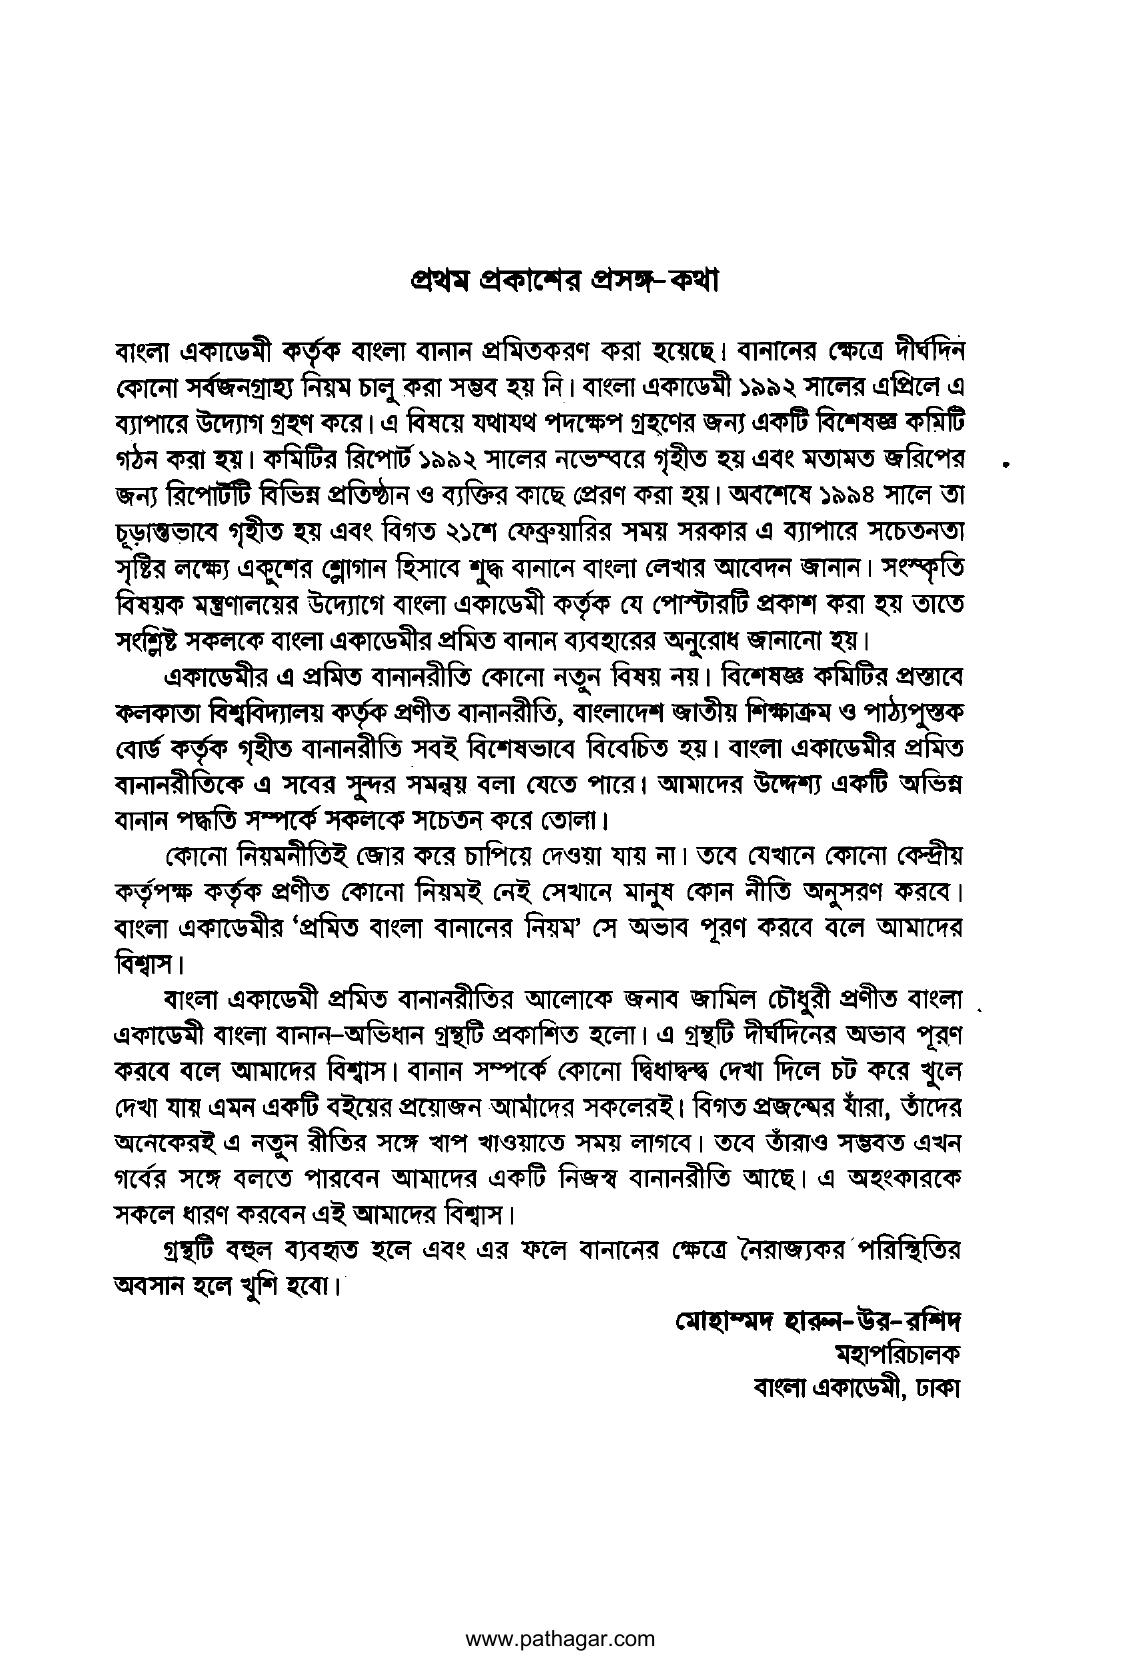 প্রথম প্রকাশের প্রসঙ্গ-কথা
বাংলা একাডেমী কর্তৃক বাংলা বানান প্রমিতকরণ করা হয়েছে। বানানের ক্ষেত্রে দীর্ঘদিন
কোনো সর্বজনগ্রাহ্য নিয়ম চালু করা সম্ভব হয় নি। বাংলা একাডেমী ১৯৯২ সালের এপ্রিলে এ
ব্যাপারে উদ্যোগ গ্রহণ করে। এ বিষয়ে যথাযথ পদক্ষেপ গ্রহণের জন্য একটি বিশেষজ্ঞ কমিটি
গঠন করা হয়। কমিটির রিপোর্ট ১৯৯২ সালের নভেম্বরে গৃহীত হয় এবং মতামত জরিপের
জন্য রিপোর্টটি বিভিন্ন প্রতিষ্ঠান ও ব্যক্তির কাছে প্রেরণ করা হয়। অবশেষে ১৯৯৪ সালে তা
চূড়ান্তভাবে গৃহীত হয় এবং বিগত ২১শে ফেব্রুয়ারির সময় সরকার এ ব্যাপারে সচেতনতা
সৃষ্টির লক্ষ্যে একুশের শ্লোগান হিসাবে শুদ্ধ বানানে বাংলা লেখার আবেদন জানান। সংস্কৃতি
বিষয়ক মন্ত্রণালয়ের উদ্যোগে বাংলা একাডেমী কর্তৃক যে পোস্টারটি প্রকাশ করা হয় তাতে
সংশ্লিষ্ট সকলকে বাংলা একাডেমীর প্রমিত বানান ব্যবহারের অনুরোধ জানানো হয়।
একাডেমীর এ প্রমিত বানানরীতি কোনো নতুন বিষয় নয়। বিশেষজ্ঞ কমিটির প্রস্তাবে
কলকাতা বিশ্ববিদ্যালয় কর্তৃক প্রণীত বানানরীতি, বাংলাদেশ জাতীয় শিক্ষাক্রম ও পাঠ্যপুস্তক
বোর্ড কর্তৃক গৃহীত বানানরীতি সবই বিশেষভাবে বিবেচিত হয়। বাংলা একাডেমীর প্রমিত
বানানরীতিকে এ সবের সুন্দর সমন্বয় বলা যেতে পারে। আমাদের উদ্দেশ্য একটি অভিন্ন
বানান পদ্ধতি সম্পর্কে সকলকে সচেতন করে তোলা।
কোনো নিয়মনীতিই জোর করে চাপিয়ে দেওয়া যায় না। তবে যেখানে কোনো কেন্দ্রীয়
কর্তৃপক্ষ কর্তৃক প্রণীত কোনো নিয়মই নেই সেখানে মানুষ কোন নীতি অনুসরণ করবে।
বাংলা একাডেমীর ‘প্রমিত বাংলা বানানের নিয়ম’ সে অভাব পূরণ করবে বলে আমাদের
বিশ্বাস।
বাংলা একাডেমী প্রমিত বানানরীতির আলোকে জনাব জামিল চৌধুরী প্রণীত বাংলা
একাডেমী বাংলা বানান-অভিধান গ্রন্থটি প্রকাশিত হলো। এ গ্রন্থটি দীর্ঘদিনের অভাব পূরণ
করবে বলে আমাদের বিশ্বাস। বানান সম্পর্কে কোনো দ্বিধাদ্বন্দ্ব দেখা দিলে চট করে খুলে
দেখা যায় এমন একটি বইয়ের প্রয়োজন আমাদের সকলেরই। বিগত প্রজন্মের যাঁরা, তাঁদের
অনেকেরই এ নতুন রীতির সঙ্গে খাপ খাওয়াতে সময় লাগবে। তবে তাঁরাও সম্ভবত এখন
গর্বের সঙ্গে বলতে পারবেন আমাদের একটি নিজস্ব বানানরীতি আছে। এ অহংকারকে
সকলে ধারণ করবেন এই আমাদের বিশ্বাস।
গ্রন্থটি বহুল ব্যবহৃত হলে এবং এর ফলে বানানের ক্ষেত্রে নৈরাজ্যকর পরিস্থিতির
অবসান হলে খুশি হবো।
মোহাম্মদ হারুন-উর-রশিদ
মহাপরিচালক
বাংলা একাডেমী, ঢাকা
www.pathagar.com